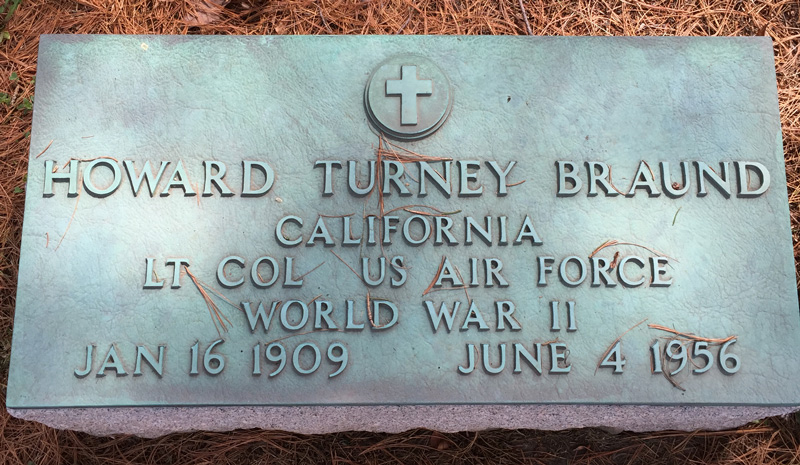 HOWARD TURNEY BRAUND
CALIFORNIA
LT COL US AIR FORCE
WORLD WAR II
JAN 16 1909 JUNE 4 1956